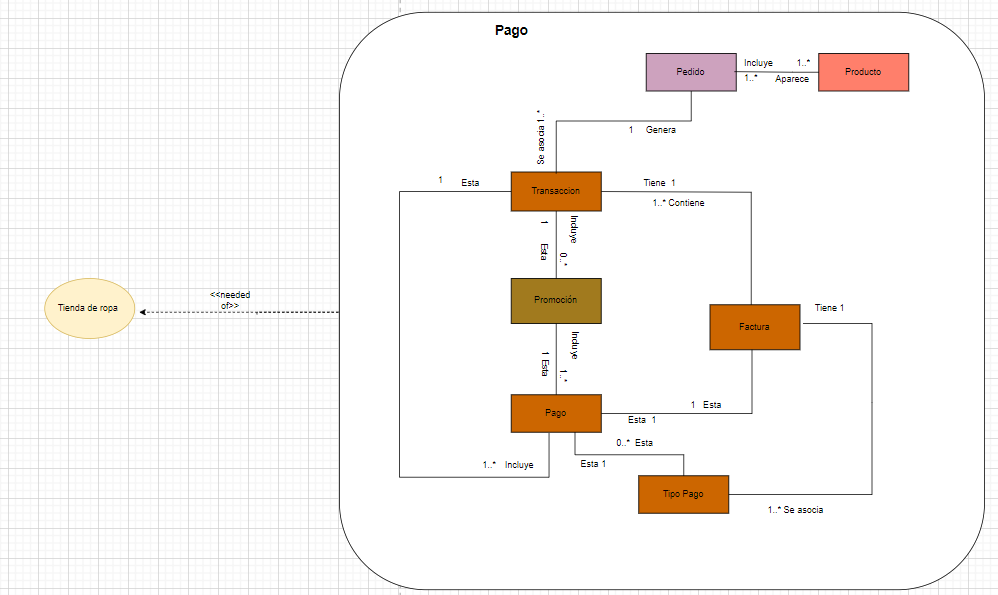 Pago
Pedido
Incluye 1..*
1..* Aparece
Producto
1 Genera
Se asocia 1..*
1 Esta
Transaccion
Tiene 1
1..* Contiene
1 Esta
Incluye 0..*
Promoción
1 Esta
Incluye 1..*
Tienda de ropa
<<needed
of>>
Factura
Tiene 1
Pago
1 Esta
Esta 1
0..* Esta
1..* Incluye
Esta 1
Tipo Pago
1..* Se asocia